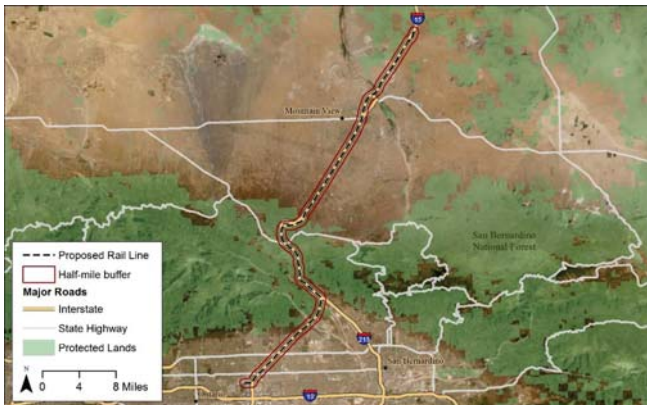 15
Mountain View
San Bernardino
National Forest
Proposed Rail Line
Half-mile buffer
Major Roads
Interstate
State Highway
Protected Lands
N
0 4 8 Miles
215
San Bernardino
Ontario
10